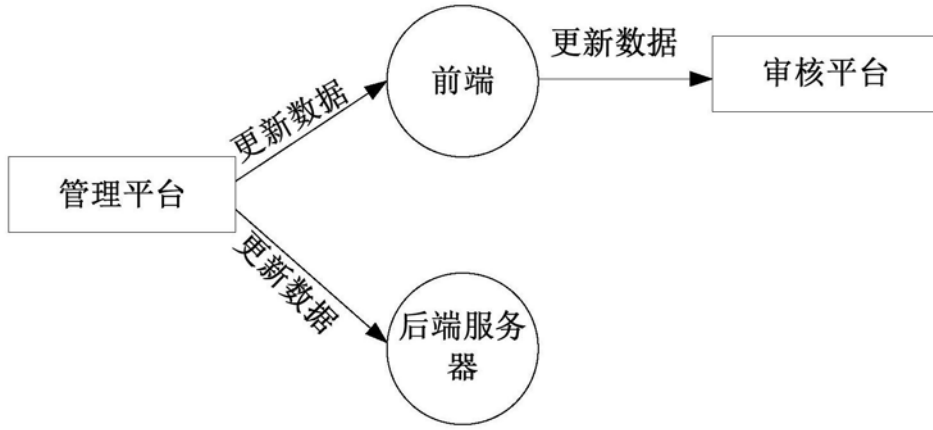 更新数据
前端
审核平台
更新数据
管理平台
更新数据
后端服务
器